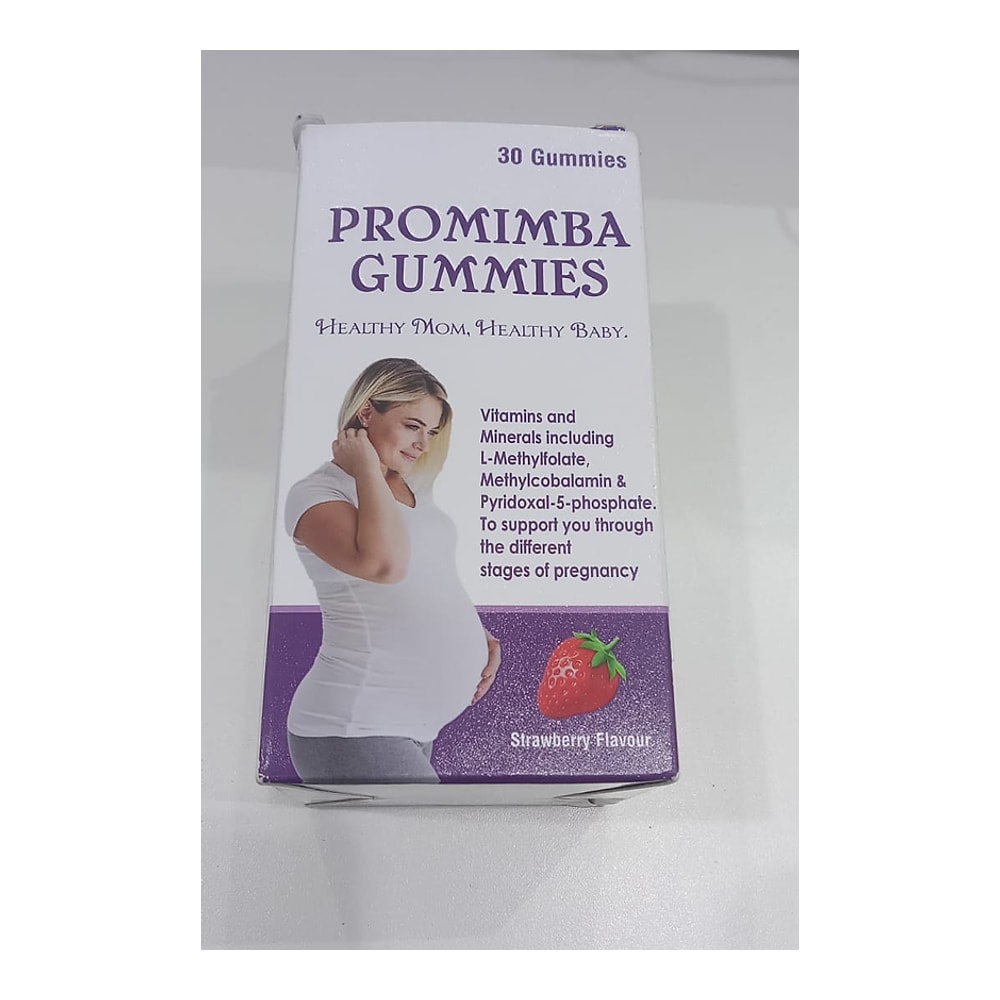 30 Gummies
PROMIMBA
GUMMIES
HEALTHY MOM, HEALTHY BABY.
Vitamins and
Minerals including
L-Methylfolate,
Methylcobalamin &
Pyridoxal-5-phosphate.
To support you through
the different
stages of pregnancy
Strawberry Flavour